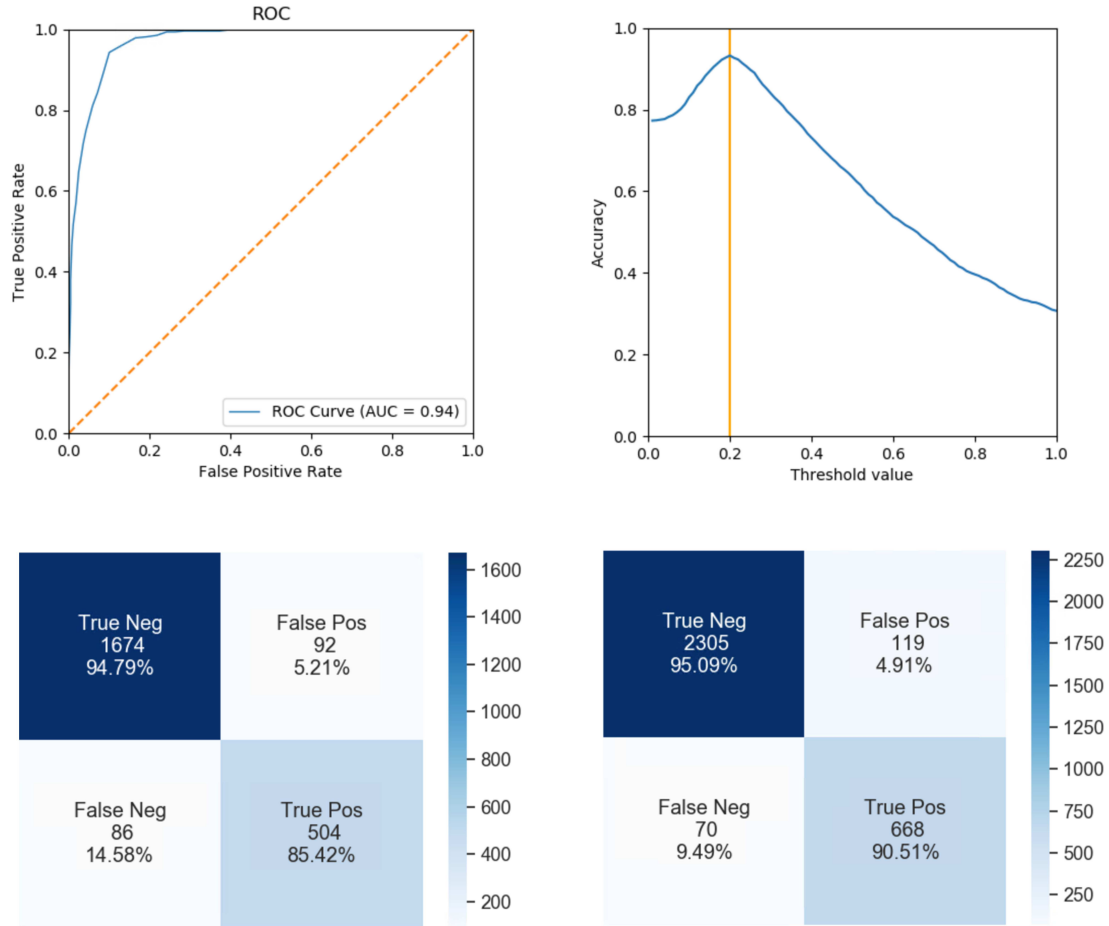 ROC
1.0
0.8
0.6
0.4
0.2
0.0
True Positive Rate
ROC Curve (AUC = 0.94)
0.0 0.2 0.4 0.6 0.8 1.0
False Positive Rate
1.0
0.8
0.6
0.4
0.2
0.0
Accuracy
0.0 0.2 0.4 0.6 0.8 1.0
Threshold value
True Neg
1674
94.79%
False Pos
92
5.21%
False Neg
86
14.58%
True Pos
504
85.42%
1600
1400
1200
1000
800
600
400
200
True Neg
2305
95.09%
False Pos
119
4.91%
False Neg
70
9.49%
True Pos
668
90.51%
2250
2000
1750
1500
1250
1000
750
500
250